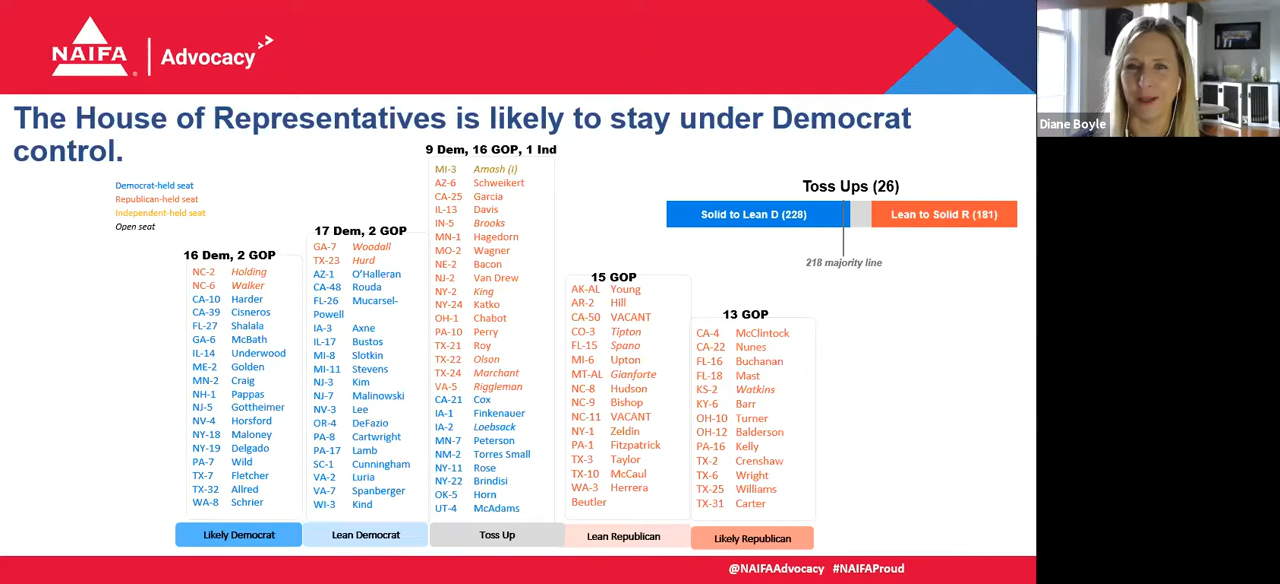 NAIFA
Advocacy
Diane Boyle
The House of Representatives is likely to stay under Democrat
control.
Democrat-held seat
Republican-held seat
Independent-held seat
Open seat
16 Dem, 2 GOP
NC-2 Holding
NC-6 Walker
CA-10 Harder
CA-39 Cisneros
FL-27 Shalala
GA-6 McBath
IL-14 Underwood
ME-2 Golden
MN-2 Craig
NH-1 Pappas
NJ-5 Gottheimer
NV-4 Horsford
NY-18 Maloney
NY-19 Delgado
PA-7 Wild
TX-7 Fletcher
TX-32 Allred
WA-8 Schrier
Likely Democrat
17 Dem, 2 GOP
GA-7 Woodall
TX-23 Hurd
AZ-1 O'Halleran
CA-48 Rouda
FL-26 Mucarsel-
Powell
IA-3 Axne
IL-17 Bustos
MI-8 Slotkin
MI-11 Stevens
NJ-3 Kim
NJ-7 Malinowski
NV-3 Lee
OR-4 DeFazio
PA-8 Cartwright
PA-17 Lamb
SC-1 Cunningham
VA-2 Luria
VA-7 Spanberger
WI-3 Kind
Lean Democrat
9 Dem, 16 GOP, 1 Ind
MI-3 Amash (I)
AZ-6 Schweikert
CA-25 Garcia
IL-13 Davis
IN-5 Brooks
MN-1 Hagedorn
MO-2 Wagner
NE-2 Bacon
NJ-2 Van Drew
NY-2 King
NY-24 Katko
OH-1 Chabot
PA-10 Perry
TX-21 Roy
TX-22 Olson
TX-24 Marchant
VA-5 Riggleman
CA-21 Cox
IA-1 Finkenauer
IA-2 Loebsack
MN-7 Peterson
NM-2 Torres Small
NY-11 Rose
NY-22 Brindisi
OK-5 Horn
UT-4 McAdams
Toss Up
15 GOP
AK-AL Young
AR-2 Hill
CA-50 VACANT
CO-3 Tipton
FL-15 Spano
MI-6 Upton
MT-AL Gianforte
NC-8 Hudson
NC-9 Bishop
NC-11 VACANT
NY-1 Zeldin
PA-1 Fitzpatrick
TX-3 Taylor
TX-10 McCaul
WA-3 Herrera
Beutler
Lean Republican
13 GOP
CA-4 McClintock
CA-22 Nunes
FL-16 Buchanan
FL-18 Mast
KS-2 Watkins
KY-6 Barr
OH-10 Turner
OH-12 Balderson
PA-16 Kelly
TX-2 Crenshaw
TX-6 Wright
TX-25 Williams
TX-31 Carter
Likely Republican
Toss Ups (26)
Solid to Lean D (228)
Lean to Solid R (181)
218 majority line
@NAIFAAdvocacy #NAIFAProud